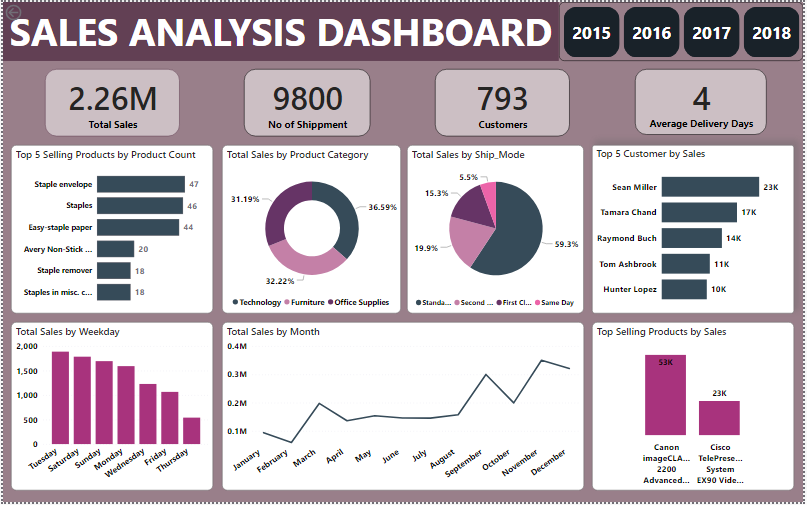 SALES ANALYSIS DASHBOARD
2015 2016 2017 2018
2.26M
Total Sales
9800
No of Shippment
793
Customers
4
Average Delivery Days
Top 5 Selling Products by Product Count
Staple envelope 47
Staples 46
Easy-staple paper 44
Avery Non-Stick ... 20
Staple remover 18
Staples in misc. c... 18
Total Sales by Product Category
31.19%
36.59%
32.22%
Technology Furniture Office Supplies
Total Sales by Ship_Mode
5.5%
15.3%
19.9%
59.3%
Standa... Second ... First Cl... Same Day
Top 5 Customer by Sales
Sean Miller 23K
Tamara Chand 17K
Raymond Buch 14K
Tom Ashbrook 11K
Hunter Lopez 10K
Total Sales by Weekday
2,000
1,500
1,000
500
0
Tuesday Saturday Sunday Monday Wednesday Friday Thursday
Total Sales by Month
0.4M
0.3M
0.2M
0.1M
January February March April May June July August September October November December
Top Selling Products by Sales
53K
23K
Canon
imageCLA...
2200
Advanced...
Cisco
TelePrese...
System
EX90 Vide...